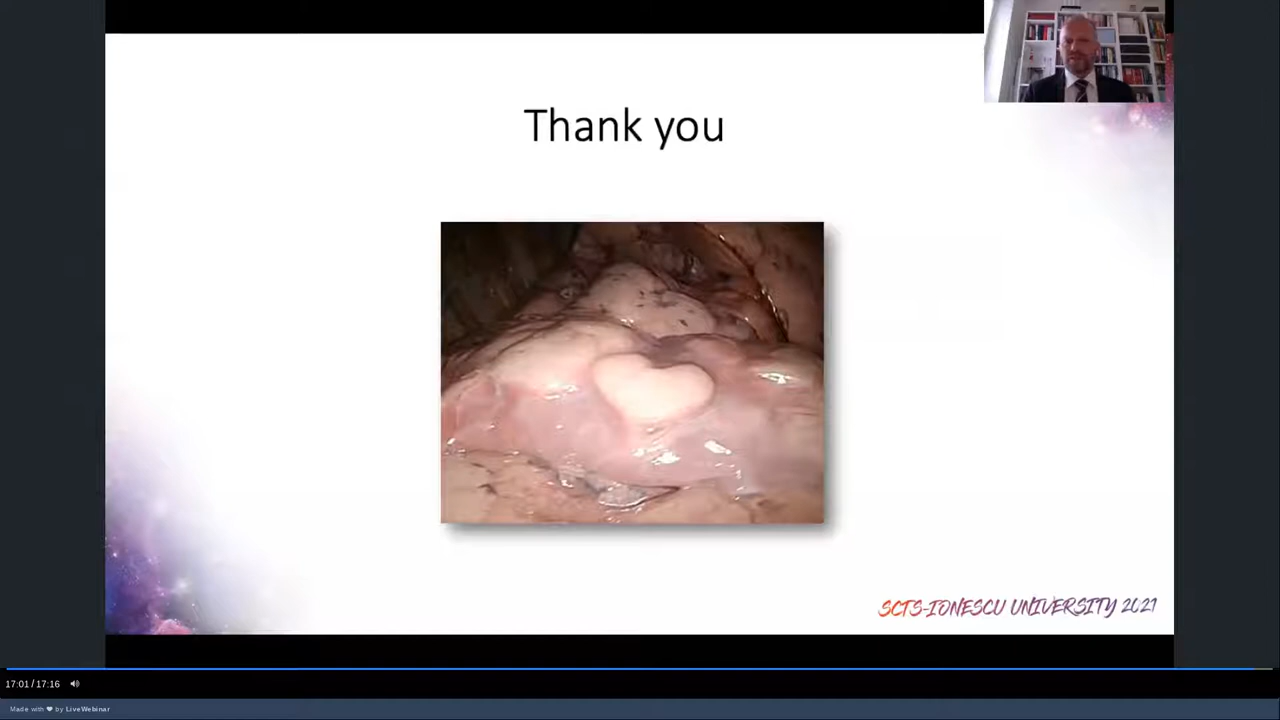 Thank you
SCTS-IONESCU UNIVERSITY 2021
17:01 / 17:16
Made with ❤ by LiveWebinar